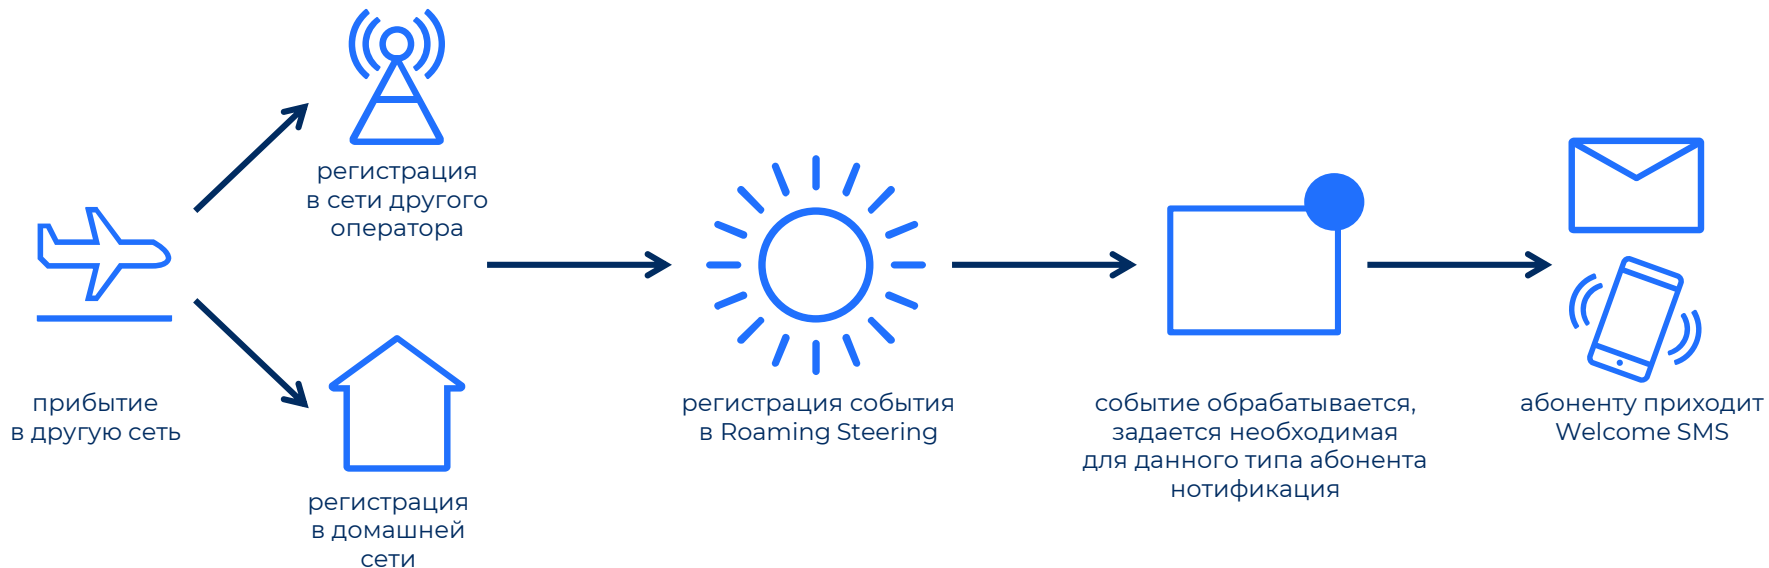 прибытие
в другую сеть
регистрация
в сети другого
оператора
регистрация
в домашней
сети
регистрация события
в Roaming Steering
событие обрабатывается,
задается необходимая
для данного типа абонента
нотификация
абоненту приходит
Welcome SMS